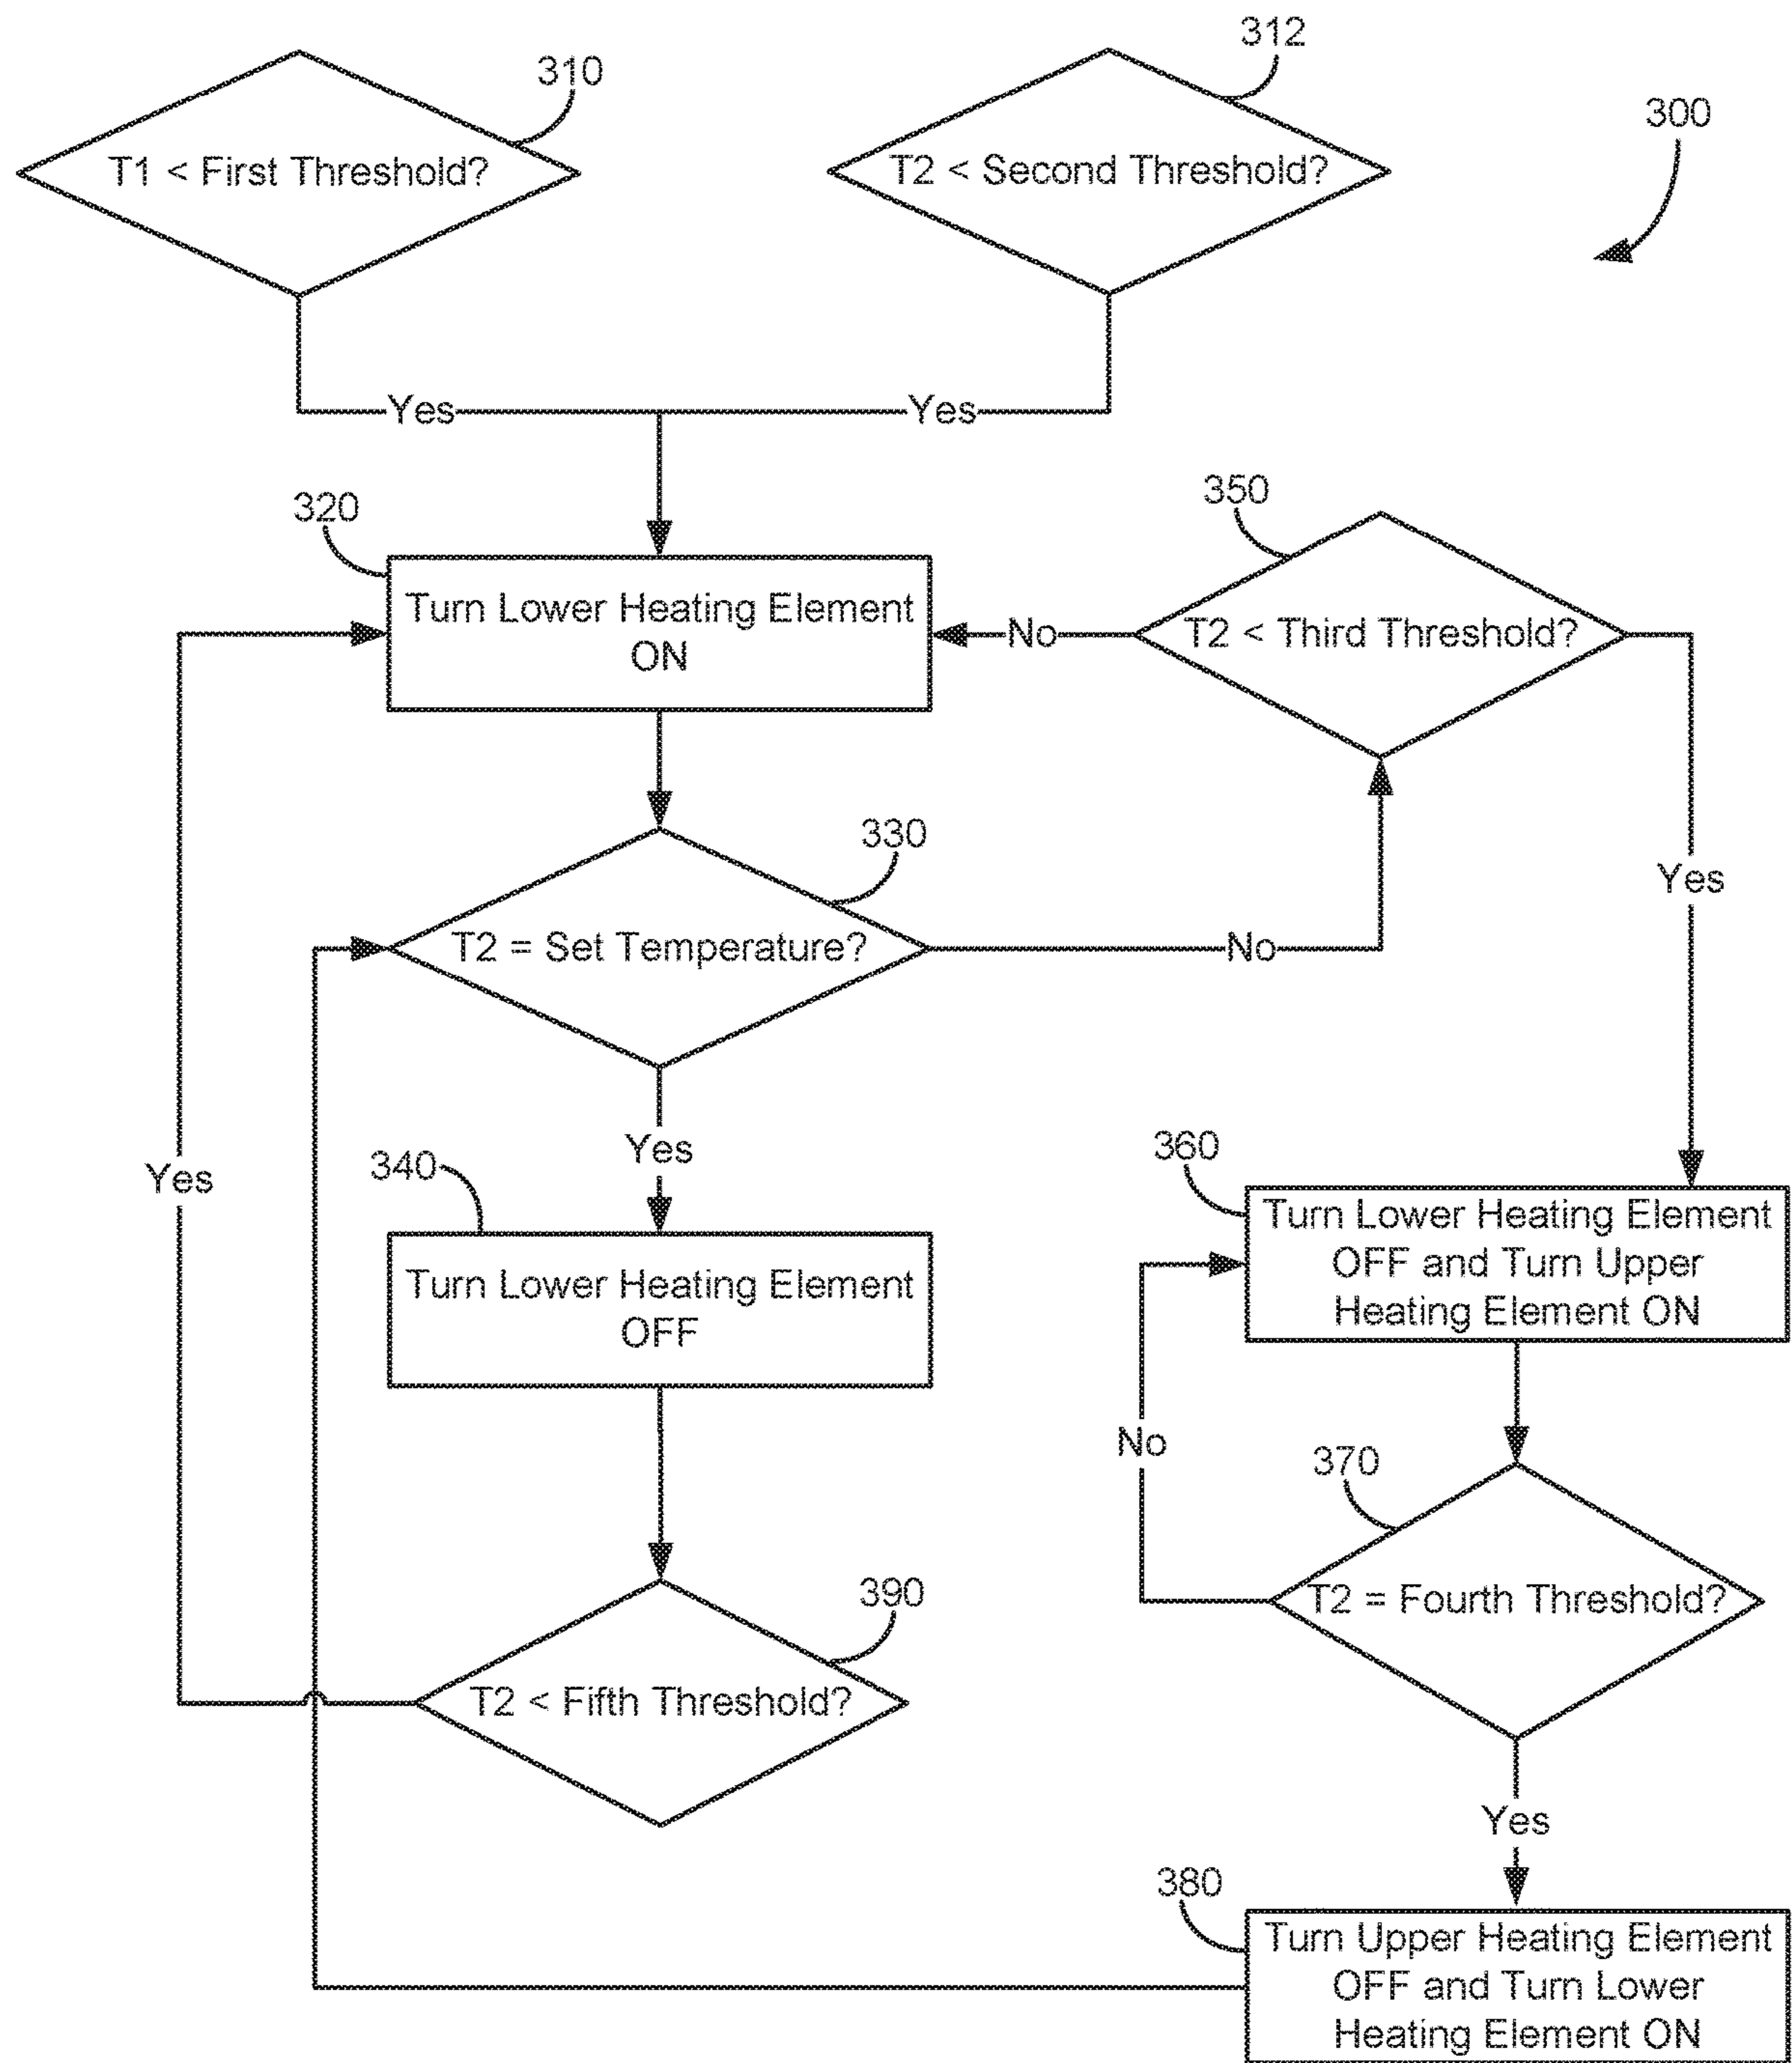 312
310
300
T1 < First Threshold?
T2 < Second Threshold?
Yes
Yes
350
320
Turn Lower Heating Element
ON
No
T2 < Third Threshold?
330
Yes
T2 = Set Temperature?
No
Yes
340
360
Yes
Turn Lower Heating Element
OFF and Turn Upper
Heating Element ON
Turn Lower Heating Element
OFF
No
370
390
T2 = Fourth Threshold?
T2 < Fifth Threshold?
Yes
380
Turn Upper Heating Element
OFF and Turn Lower
Heating Element ON